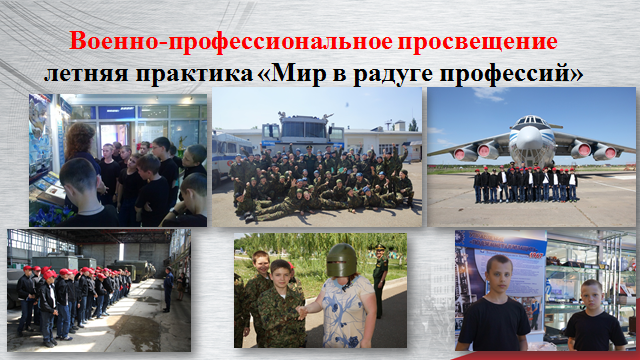 Военно-профессиональное просвещение
летняя практика «Мир в радуге профессий»